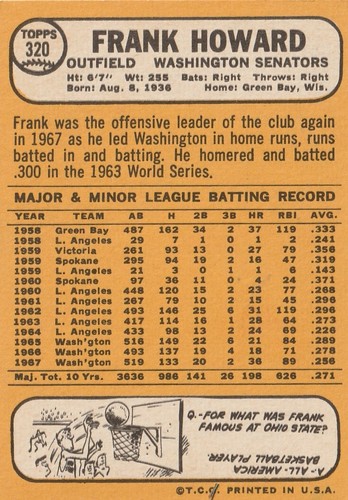 TOPPS
320
FRANK HOWARD
OUTFIELD WASHINGTON SENATORS
Ht: 6'7" Wt: 255 Bats: Right Throws: Right
Born: Aug. 8, 1936 Home: Green Bay, Wis.
Frank was the offensive leader of the club again
in 1967 as he led Washington in home runs, runs
batted in and batting. He homered and batted
.300 in the 1963 World Series.
MAJOR & MINOR LEAGUE BATTING RECORD
YEAR TEAM AB H 2B 3B HR RBI AVG.
1958 Green Bay 487 162 34 2 37 119 .333
1958 L. Angeles 29 7 1 0 1 2 .241
1959 Victoria 261 93 13 0 27 79 .356
1959 Spokane 295 94 19 2 16 47 .319
1959 L. Angeles 21 3 0 1 1 6 .143
1960 Spokane 97 36 11 0 4 24 .371
1960 L. Angeles 448 120 15 2 23 77 .268
1961 L. Angeles 267 79 10 2 15 45 .296
1962 L. Angeles 493 146 25 6 31 119 .296
1963 L. Angeles 417 114 16 1 28 64 .273
1964 L. Angeles 433 98 13 2 24 69 .226
1965 Wash'gton 516 149 22 6 21 84 .289
1966 Wash'gton 493 137 19 4 18 71 .278
1967 Wash'gton 519 133 20 2 36 89 .256
Maj. Tot. 10 Yrs. 3636 986 141 26 198 626 .271
Q.-FOR WHAT WAS FRANK
FAMOUS AT OHIO STATE?
A.-ALL AMERICA
BASKETBALL PLAYER.
©T.C.G. PRINTED IN U.S.A.